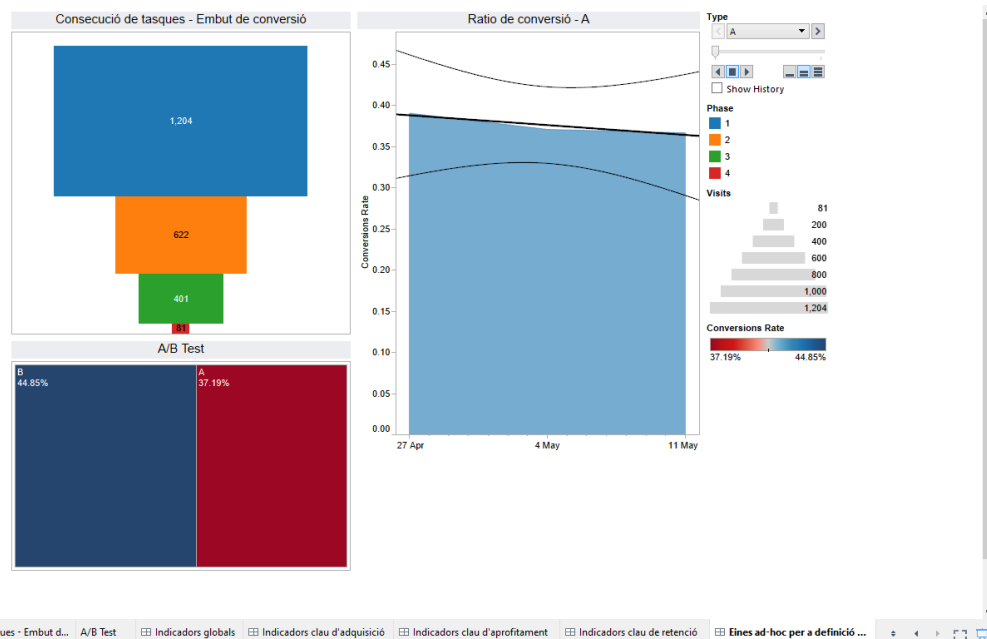 Consecució de tasques - Embut de conversió
1,204
622
401
81
A/B Test
B
44.85%
A
37.19%
Ratio de conversió - A
Conversions Rate
0.45
0.40
0.35
0.30
0.25
0.20
0.15
0.10
0.05
0.00
27 Apr
4 May
11 May
Type
A
Show History
Phase
1
2
3
4
Visits
81
200
400
600
800
1,000
1,204
Conversions Rate
37.19% 44.85%
ues - Embut d... A/B Test Indicadors globals Indicadors clau d'adquisició Indicadors clau d'aprofitament Indicadors clau de retenció Eines ad-hoc per a definició ...